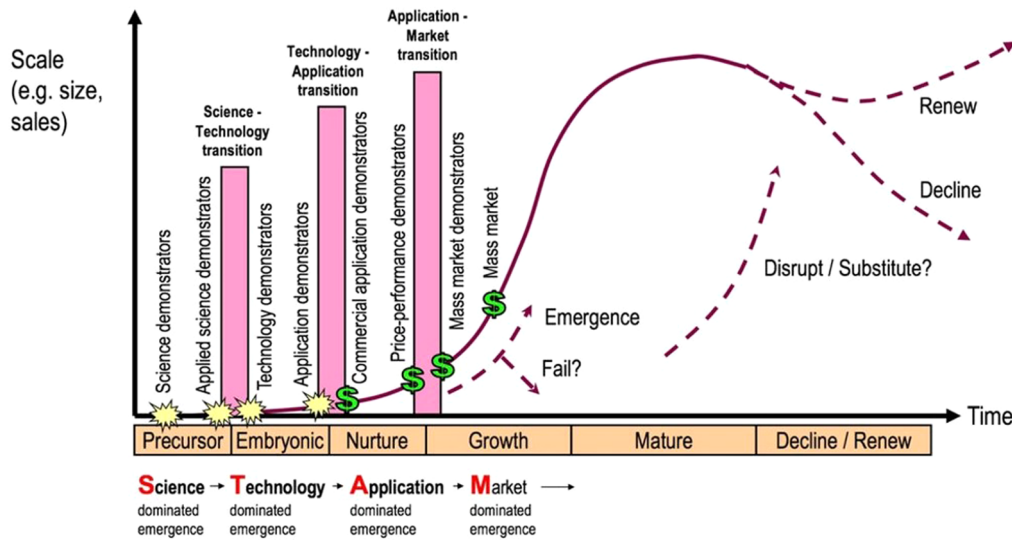 Scale
(e.g. size,
sales)
Science -
Technology
transition
Technology -
Application
transition
Application -
Market
transition
Science demonstrators
Applied science demonstrators
Technology demonstrators
Application demonstrators
Commercial application demonstrators
Price-performance demonstrators
Mass market demonstrators
Mass market
$
$
$
$
Emergence
Fail?
Disrupt / Substitute?
Renew
Decline
Time
Precursor
Embryonic
Nurture
Growth
Mature
Decline / Renew
Science
dominated
emergence
Technology
dominated
emergence
Application
dominated
emergence
Market
dominated
emergence